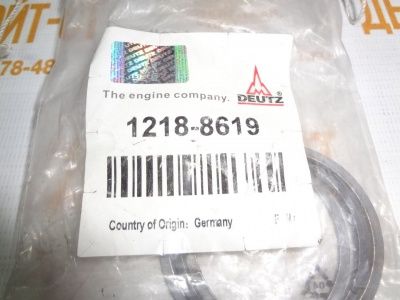 The engine company. DEUTZ®
1218-8619
Country of Origin: Germany